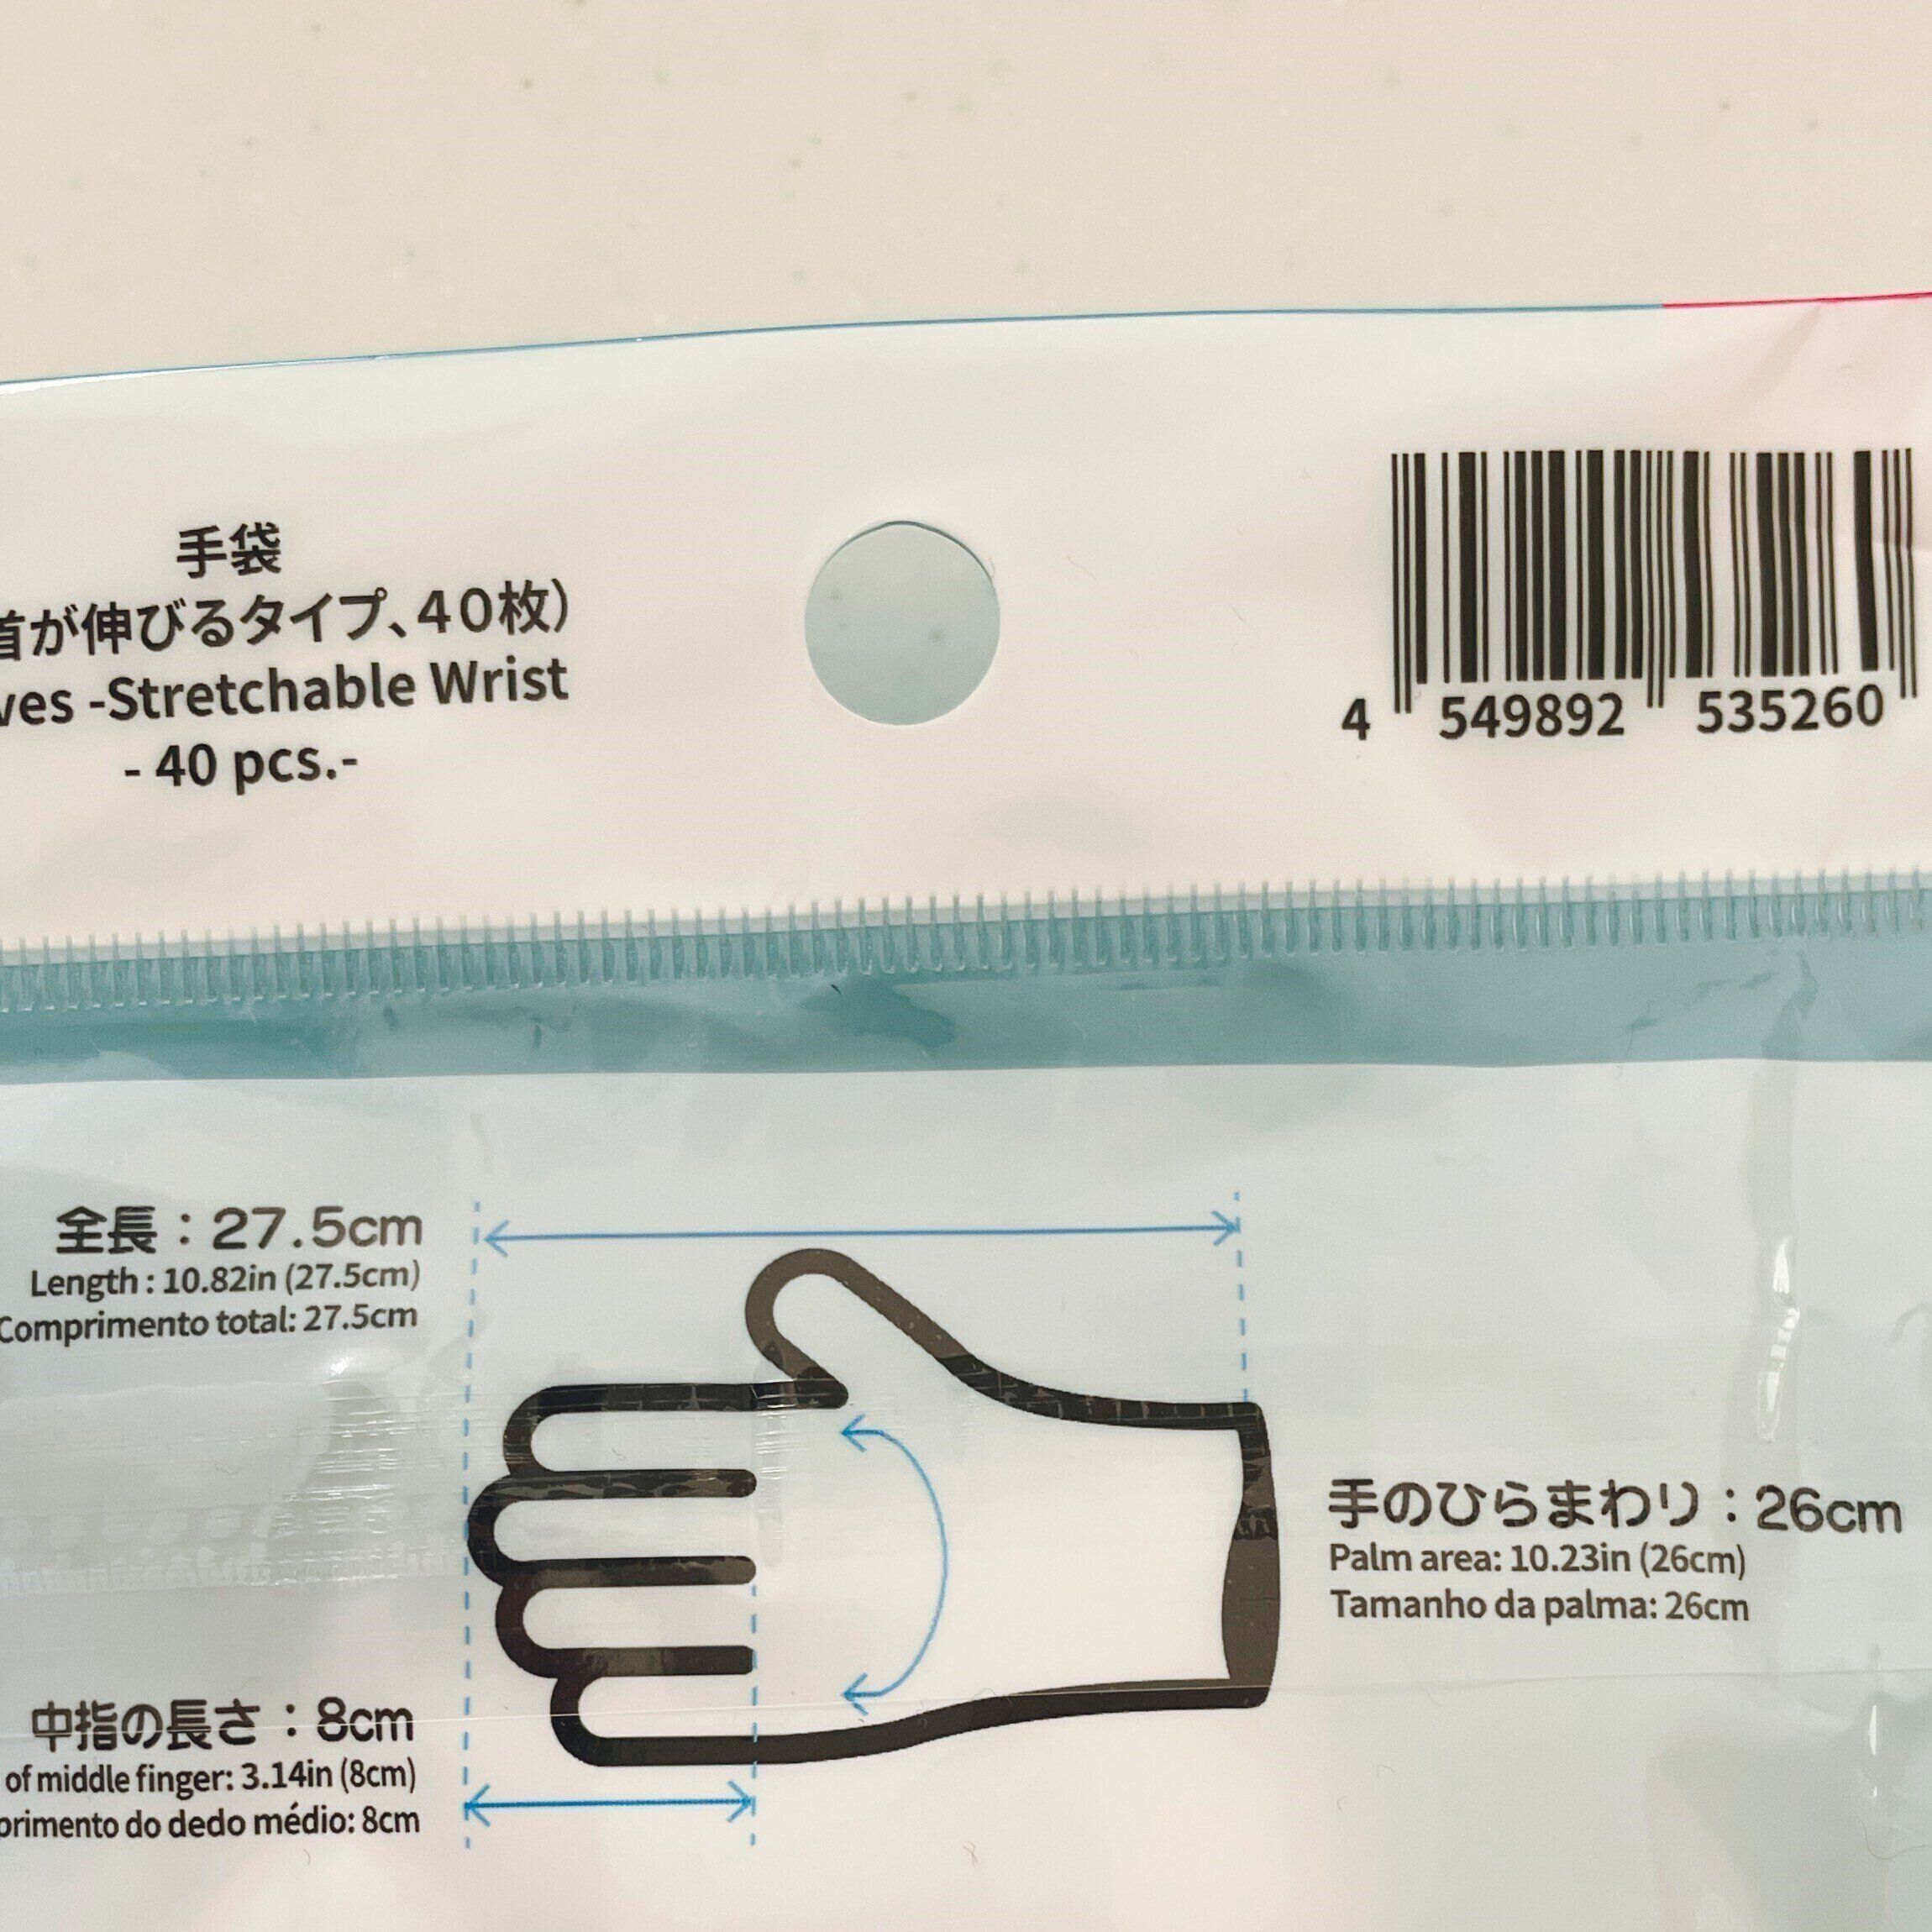 手袋
首が伸びるタイプ、40枚)
ves -Stretchable Wrist
- 40 pcs.-
4 549892 535260
全長：27.5cm
Length : 10.82in (27.5cm)
Comprimento total: 27.5cm
手のひらまわり：26cm
Palm area: 10.23in (26cm)
Tamanho da palma: 26cm
中指の長さ：8cm
of middle finger: 3.14in (8cm)
primento do dedo médio: 8cm